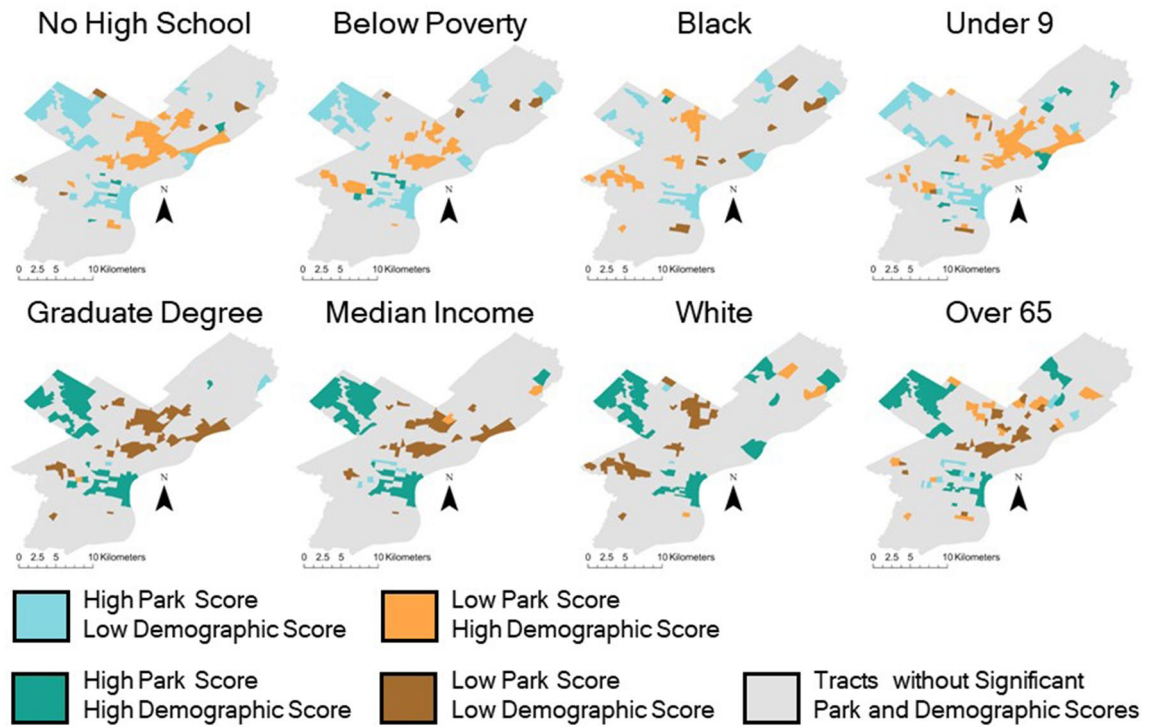 No High School
Below Poverty
Black
Under 9
N
N
N
N
0 2.5 5 10 Kilometers
0 2.5 5 10 Kilometers
0 2.5 5 10 Kilometers
0 2.5 5 10 Kilometers
Graduate Degree
Median Income
White
Over 65
N
N
N
N
0 2.5 5 10 Kilometers
0 2.5 5 10 Kilometers
0 2.5 5 10 Kilometers
0 2.5 5 10 Kilometers
High Park Score
Low Demographic Score
Low Park Score
High Demographic Score
High Park Score
High Demographic Score
Low Park Score
Low Demographic Score
Tracts without Significant
Park and Demographic Scores